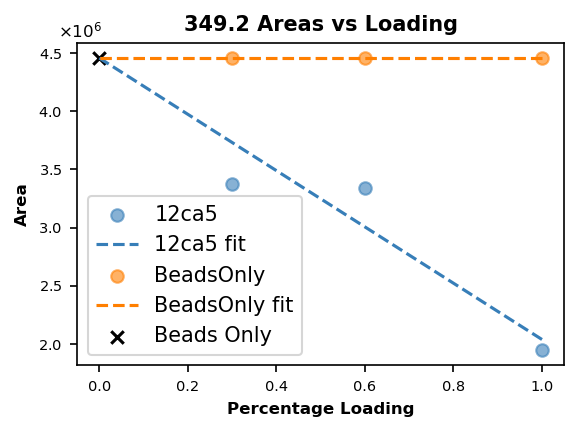 349.2 Areas vs Loading
×10⁶
4.5
4.0
3.5
3.0
2.5
2.0
Area
12ca5
12ca5 fit
BeadsOnly
BeadsOnly fit
Beads Only
0.0 0.2 0.4 0.6 0.8 1.0
Percentage Loading